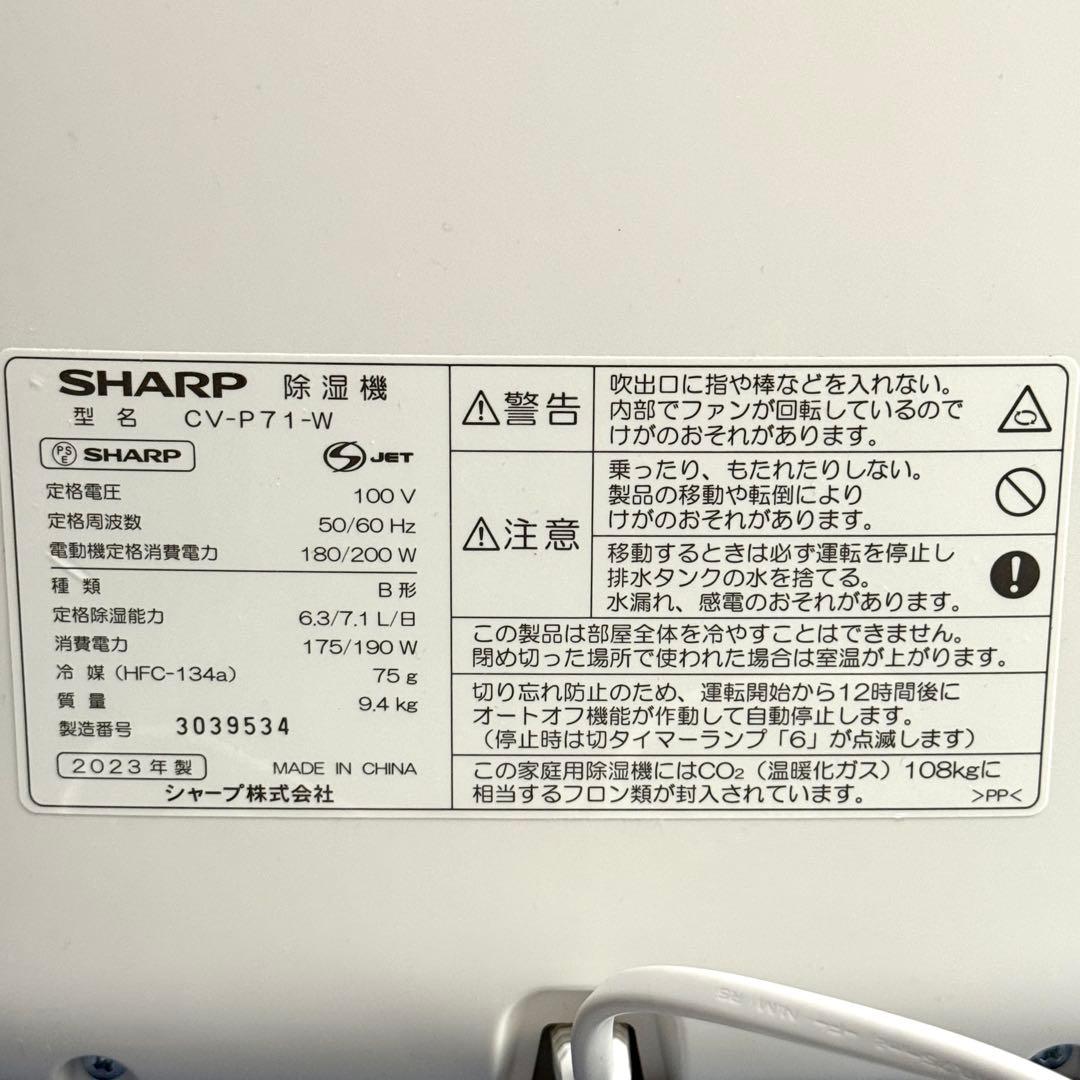 SHARP 除湿機
型名 CV-P71-W
PSE SHARP S JET
定格電圧 100 V
定格周波数 50/60 Hz
電動機定格消費電力 180/200 W
種類 B形
定格除湿能力 6.3/7.1 L/日
消費電力 175/190 W
冷媒(HFC-134a) 75 g
質量 9.4 kg
製造番号 3039534
2023年製 MADE IN CHINA
シャープ株式会社
警告
吹出口に指や棒などを入れない。
内部でファンが回転しているので
けがのおそれがあります。
注意
乗ったり、もたれたりしない。
製品の移動や転倒により
けがのおそれがあります。
移動するときは必ず運転を停止し
排水タンクの水を捨てる。
水漏れ、感電のおそれがあります。
この製品は部屋全体を冷やすことはできません。
閉め切った場所で使われた場合は室温が上がります。
切り忘れ防止のため、運転開始から12時間後に
オートオフ機能が作動して自動停止します。
(停止時は切タイマーランプ「6」が点滅します)
この家庭用除湿機にはCO₂(温暖化ガス)108kgに
相当するフロン類が封入されています。 >PP<